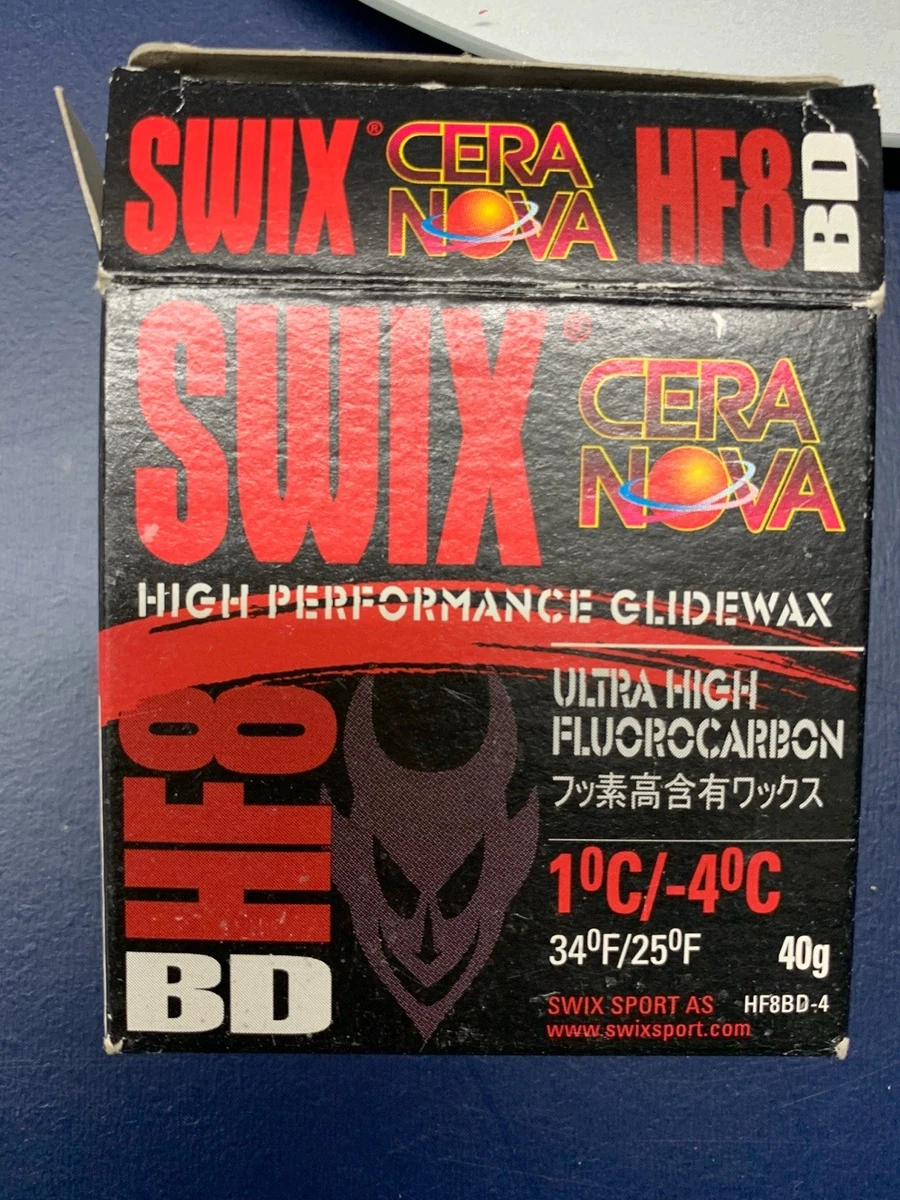 SWIX® CERA NOVA HF8 BD
SWIX®
CERA
NOVA
HIGH PERFORMANCE GLIDEWAX
ULTRA HIGH
FLUOROCARBON
フッ素高含有ワックス
HF8
BD
1⁰C/-4⁰C
34⁰F/25⁰F 40g
SWIX SPORT AS HF8BD-4
www.swixsport.com